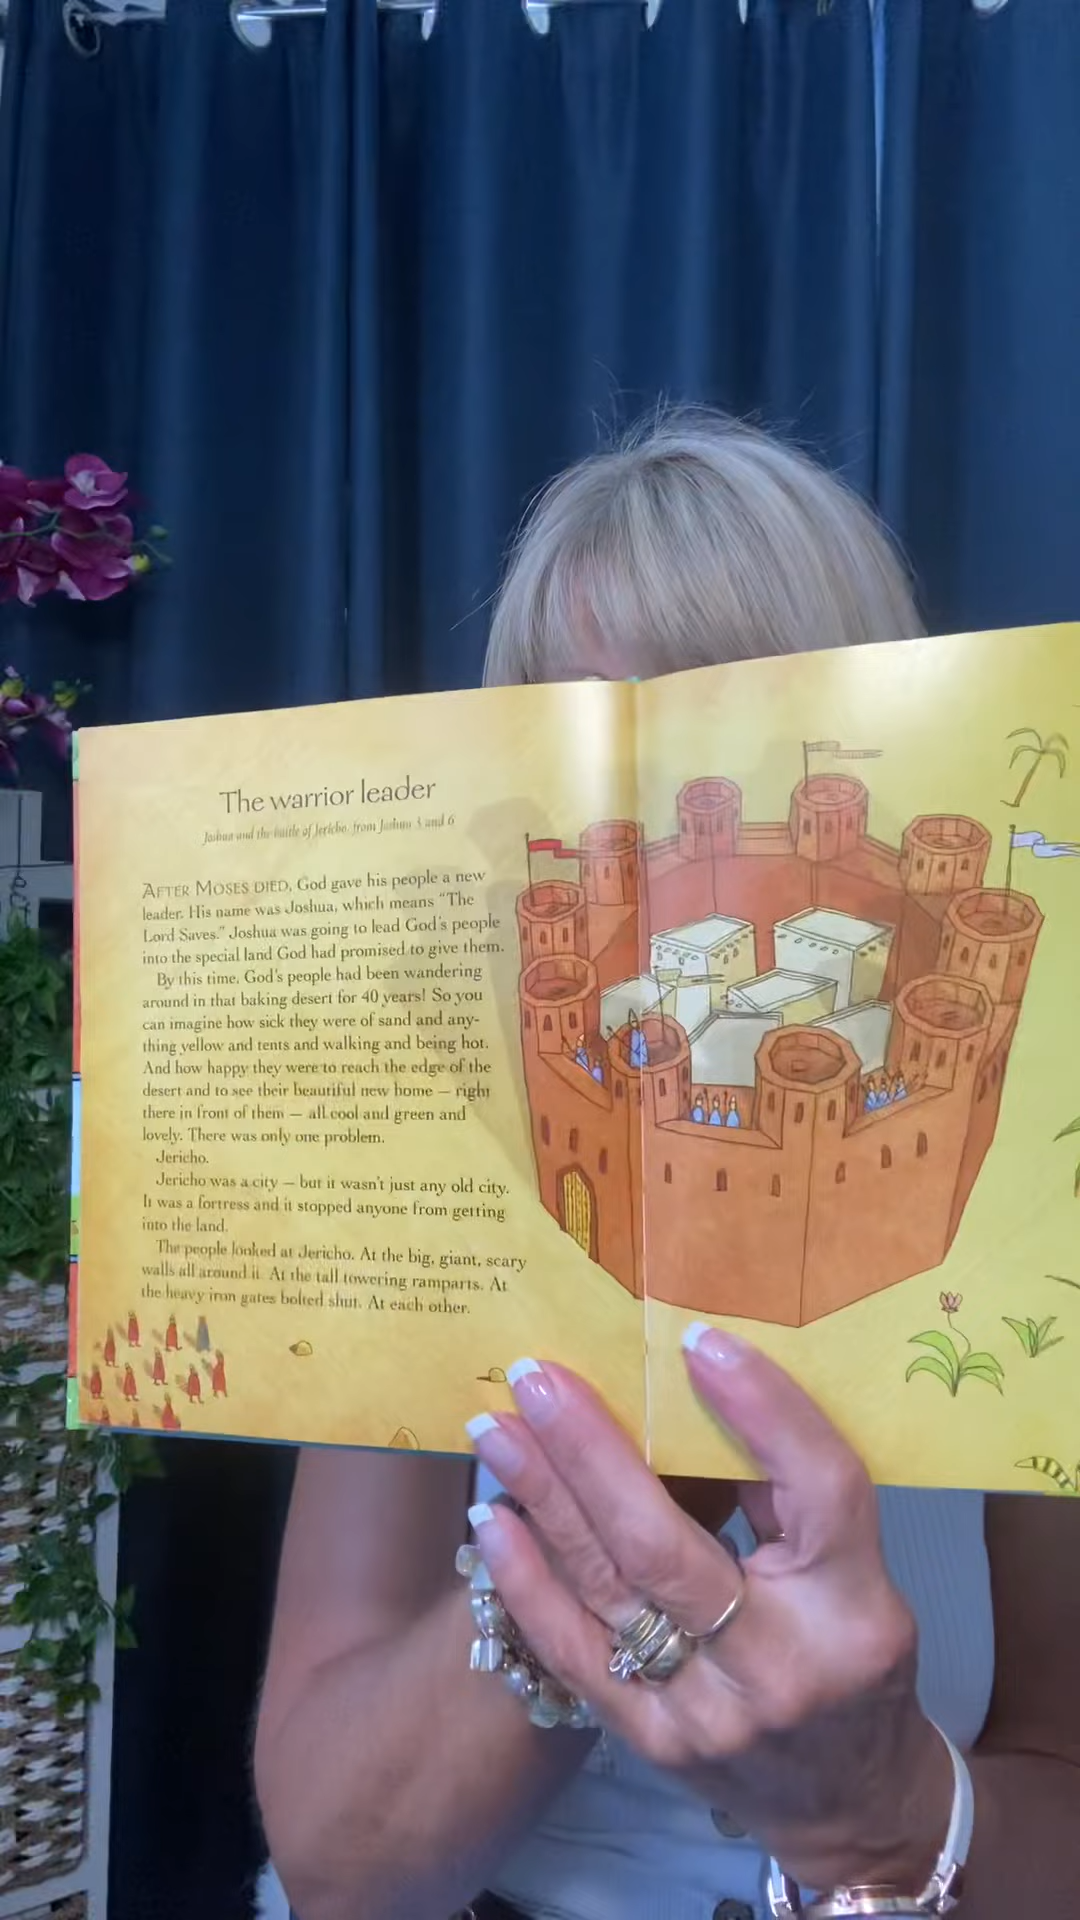 The warrior leader
Joshua and the battle of Jericho, from Joshua 3 and 6
AFTER MOSES DIED, God gave his people a new
leader. His name was Joshua, which means “The
Lord Saves.” Joshua was going to lead God's people
into the special land God had promised to give them.
By this time, God's people had been wandering
around in that baking desert for 40 years! So you
can imagine how sick they were of sand and any-
thing yellow and tents and walking and being hot.
And how happy they were to reach the edge of the
desert and to see their beautiful new home — right
there in front of them — all cool and green and
lovely. There was only one problem.
Jericho.
Jericho was a city — but it wasn't just any old city.
It was a fortress and it stopped anyone from getting
into the land.
The people looked at Jericho. At the big, giant, scary
walls all around it. At the tall towering ramparts. At
the heavy iron gates bolted shut. At each other.